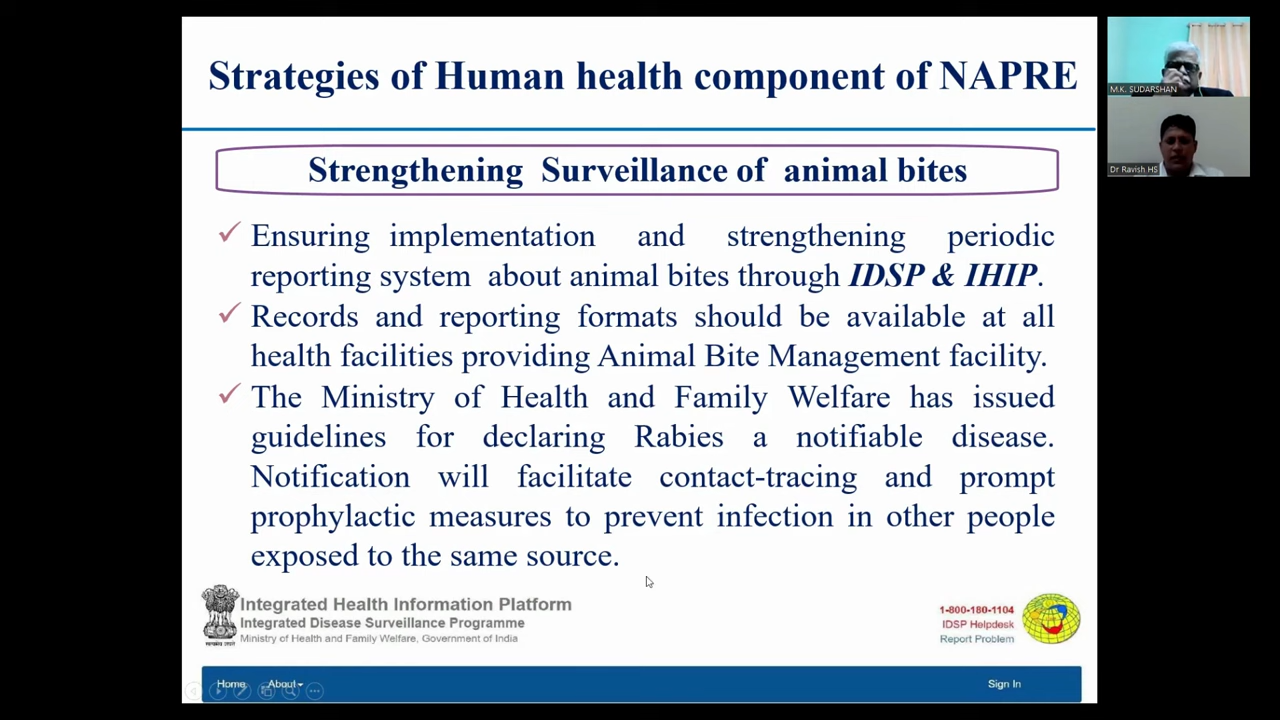 Strategies of Human health component of NAPRE
Strengthening Surveillance of animal bites
Ensuring implementation and strengthening periodic
reporting system about animal bites through IDSP & IHIP.
Records and reporting formats should be available at all
health facilities providing Animal Bite Management facility.
The Ministry of Health and Family Welfare has issued
guidelines for declaring Rabies a notifiable disease.
Notification will facilitate contact-tracing and prompt
prophylactic measures to prevent infection in other people
exposed to the same source.
Integrated Health Information Platform
Integrated Disease Surveillance Programme
Ministry of Health and Family Welfare, Government of India
1-800-180-1104
IDSP Helpdesk
Report Problem
Home About Sign In
M.K. SUDARSHAN
Dr Ravish HS